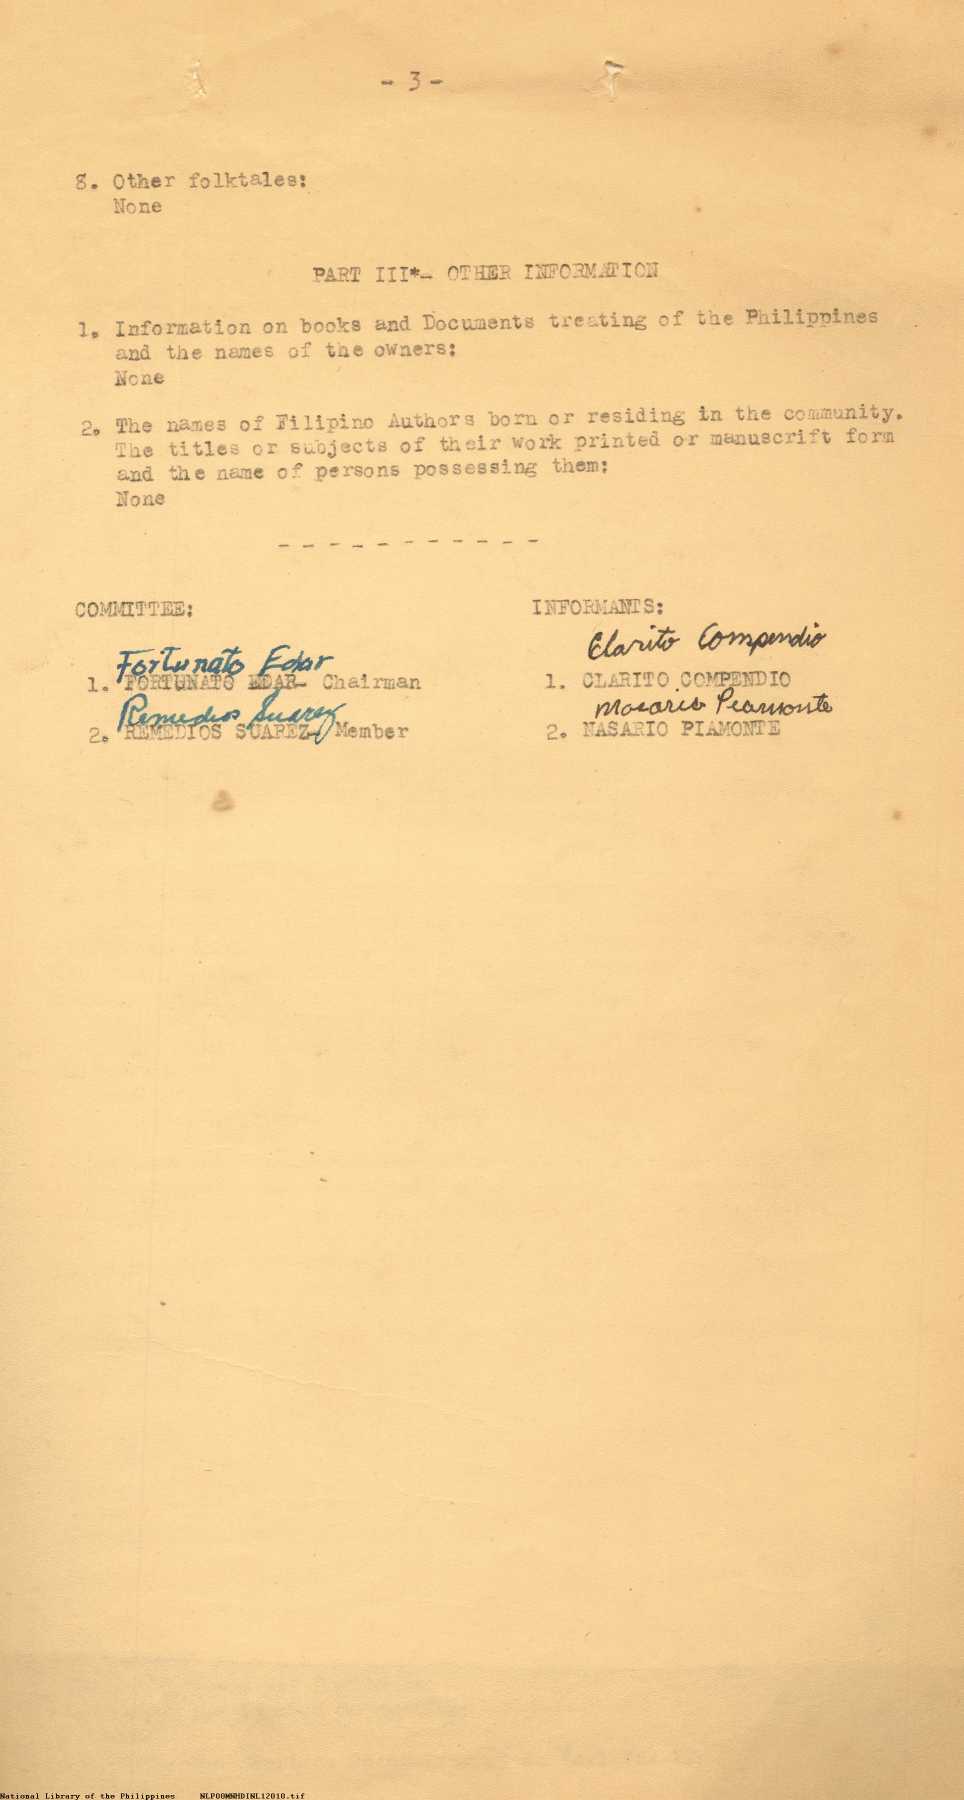 - 3 -
8. Other folktales:
None
PART III*- OTHER INFORMATION
1. Information on books and Documents treating of the Philippines
and the names of the owners:
None
2. The names of Filipino Authors born or residing in the community.
The titles or subjects of their work printed or manuscrift form
and the name of persons possessing them:
None
- - - - - - - - - - -
COMMITTEE:
Fortunato Edar
1. FORTUNATO EDAR- Chairman
Remedios Suarez
2. REMEDIOS SUAREZ- Member
INFORMANTS:
Clarito Compendio
1. CLARITO COMPENDIO
Nasario Piamonte
2. NASARIO PIAMONTE
National Library of the Philippines NLPOOMNHDINL12010.tif